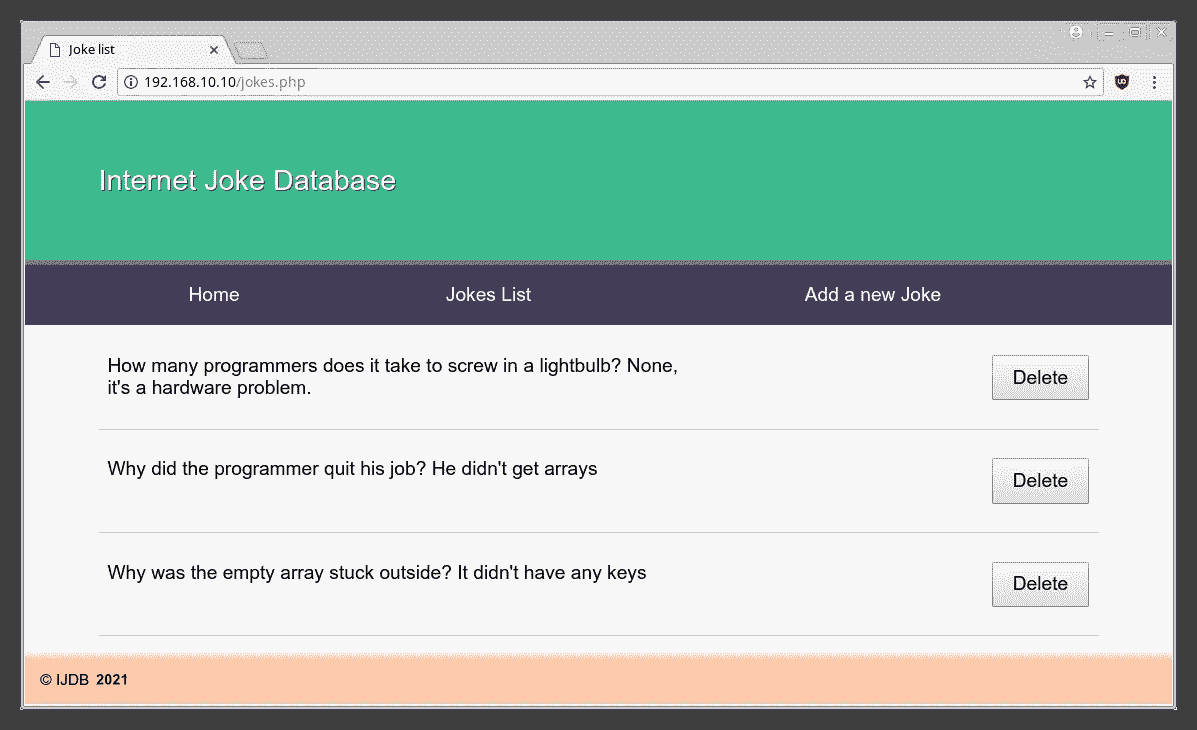 Joke list
192.168.10.10/jokes.php
Internet Joke Database
Home Jokes List Add a new Joke
How many programmers does it take to screw in a lightbulb? None,
it's a hardware problem.
Delete
Why did the programmer quit his job? He didn't get arrays
Delete
Why was the empty array stuck outside? It didn't have any keys
Delete
© IJDB 2021